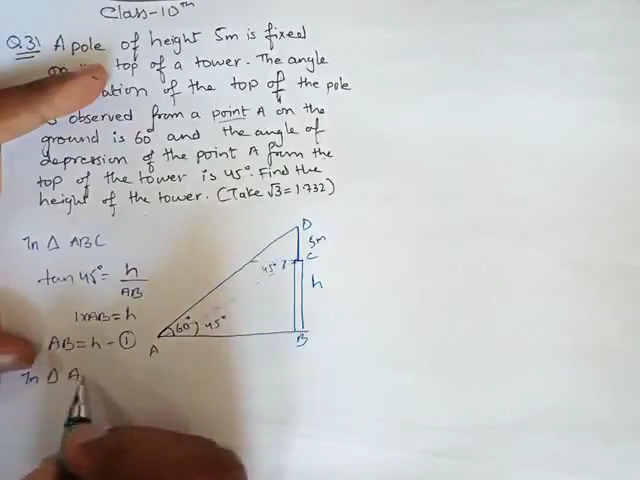 Class-10th
Q.31 A pole of height 5m is fixed
top of a tower. The angle
of the top of the pole
observed from a point A on the
ground is 60° and the angle of
depression of the point A from the
top of the tower is 45°. Find the
height of the tower. (Take √3=1.732)
In Δ ABC
tan 45° = h/AB
1×AB=h
AB=h-①
In Δ A
D
5m
C
45°
h
60°
45°
A
B